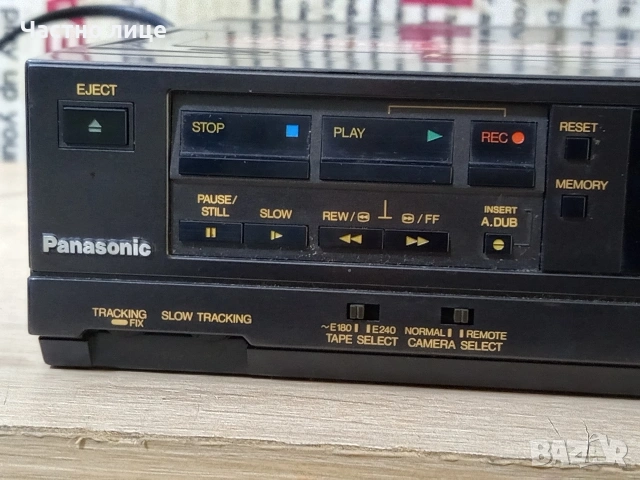 Частно лице
EJECT
STOP
PLAY
REC
RESET
MEMORY
PAUSE/
STILL
SLOW
REW/
/FF
INSERT
A.DUB
Panasonic
TRACKING
FIX
SLOW TRACKING
~E180
E240
TAPE SELECT
NORMAL
REMOTE
CAMERA SELECT
BAZAR